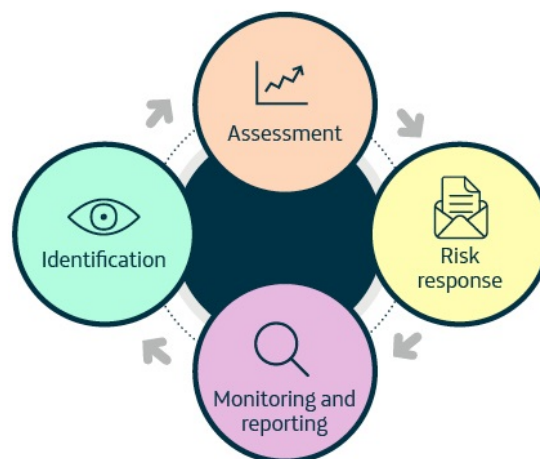 Assessment
Identification
Risk
response
Monitoring and
reporting